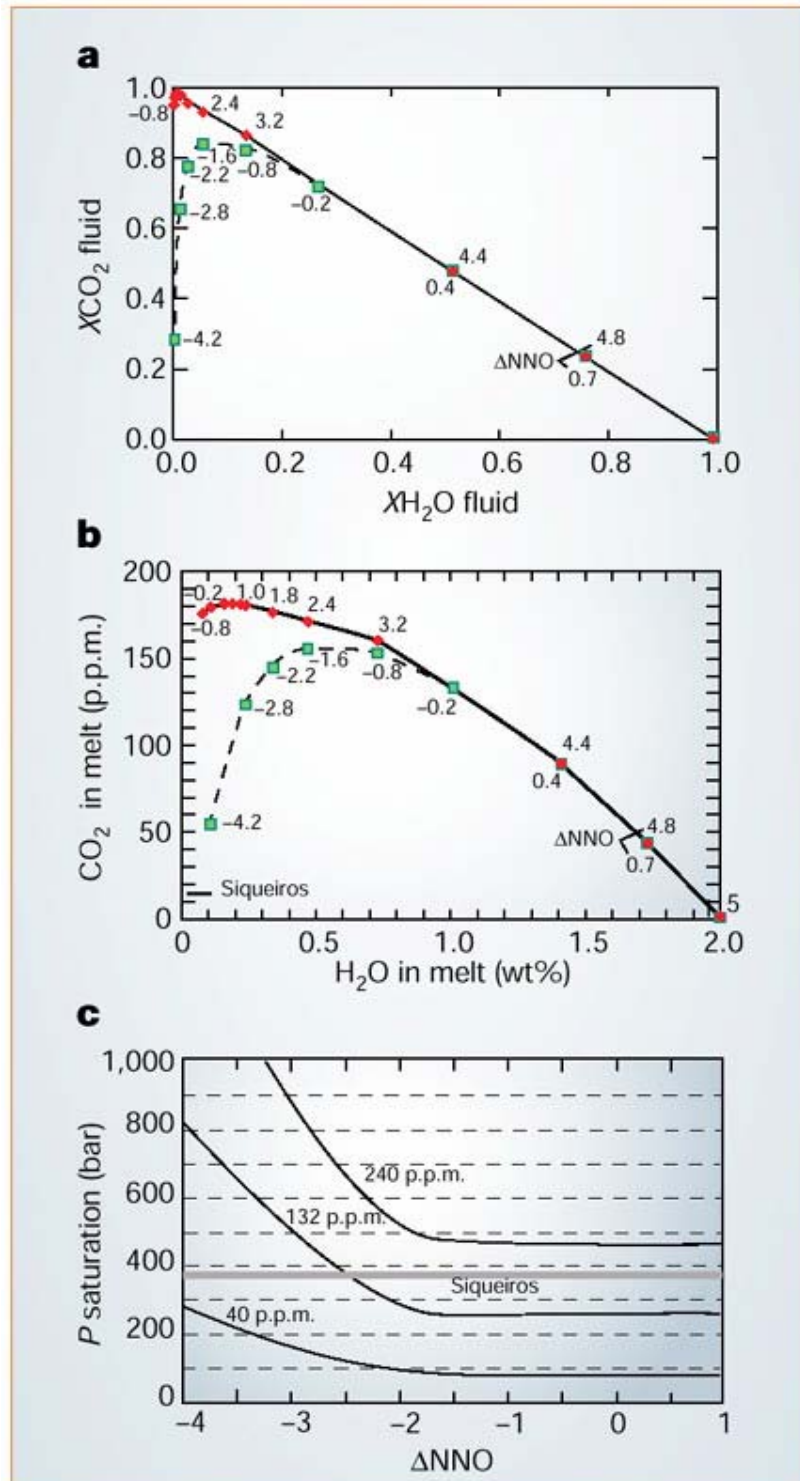 a
1.0
0.8
0.6
0.4
0.2
0.0
XCO2 fluid
–0.8
2.4
3.2
–1.6
–0.8
–2.2
–0.2
–2.8
4.4
0.4
–4.2
4.8
ΔNNO
0.7
0.0 0.2 0.4 0.6 0.8 1.0
XH2O fluid
b
200
150
100
50
0
CO2 in melt (p.p.m.)
–0.2 1.0 1.8
2.4
–0.8
3.2
–1.6
–0.8
–2.2
–0.2
–2.8
4.4
0.4
–4.2
4.8
ΔNNO
0.7
Siqueiros
5
0 0.5 1.0 1.5 2.0
H2O in melt (wt%)
c
1,000
800
600
400
200
0
P saturation (bar)
240 p.p.m.
132 p.p.m.
Siqueiros
40 p.p.m.
–4 –3 –2 –1 0 1
ΔNNO